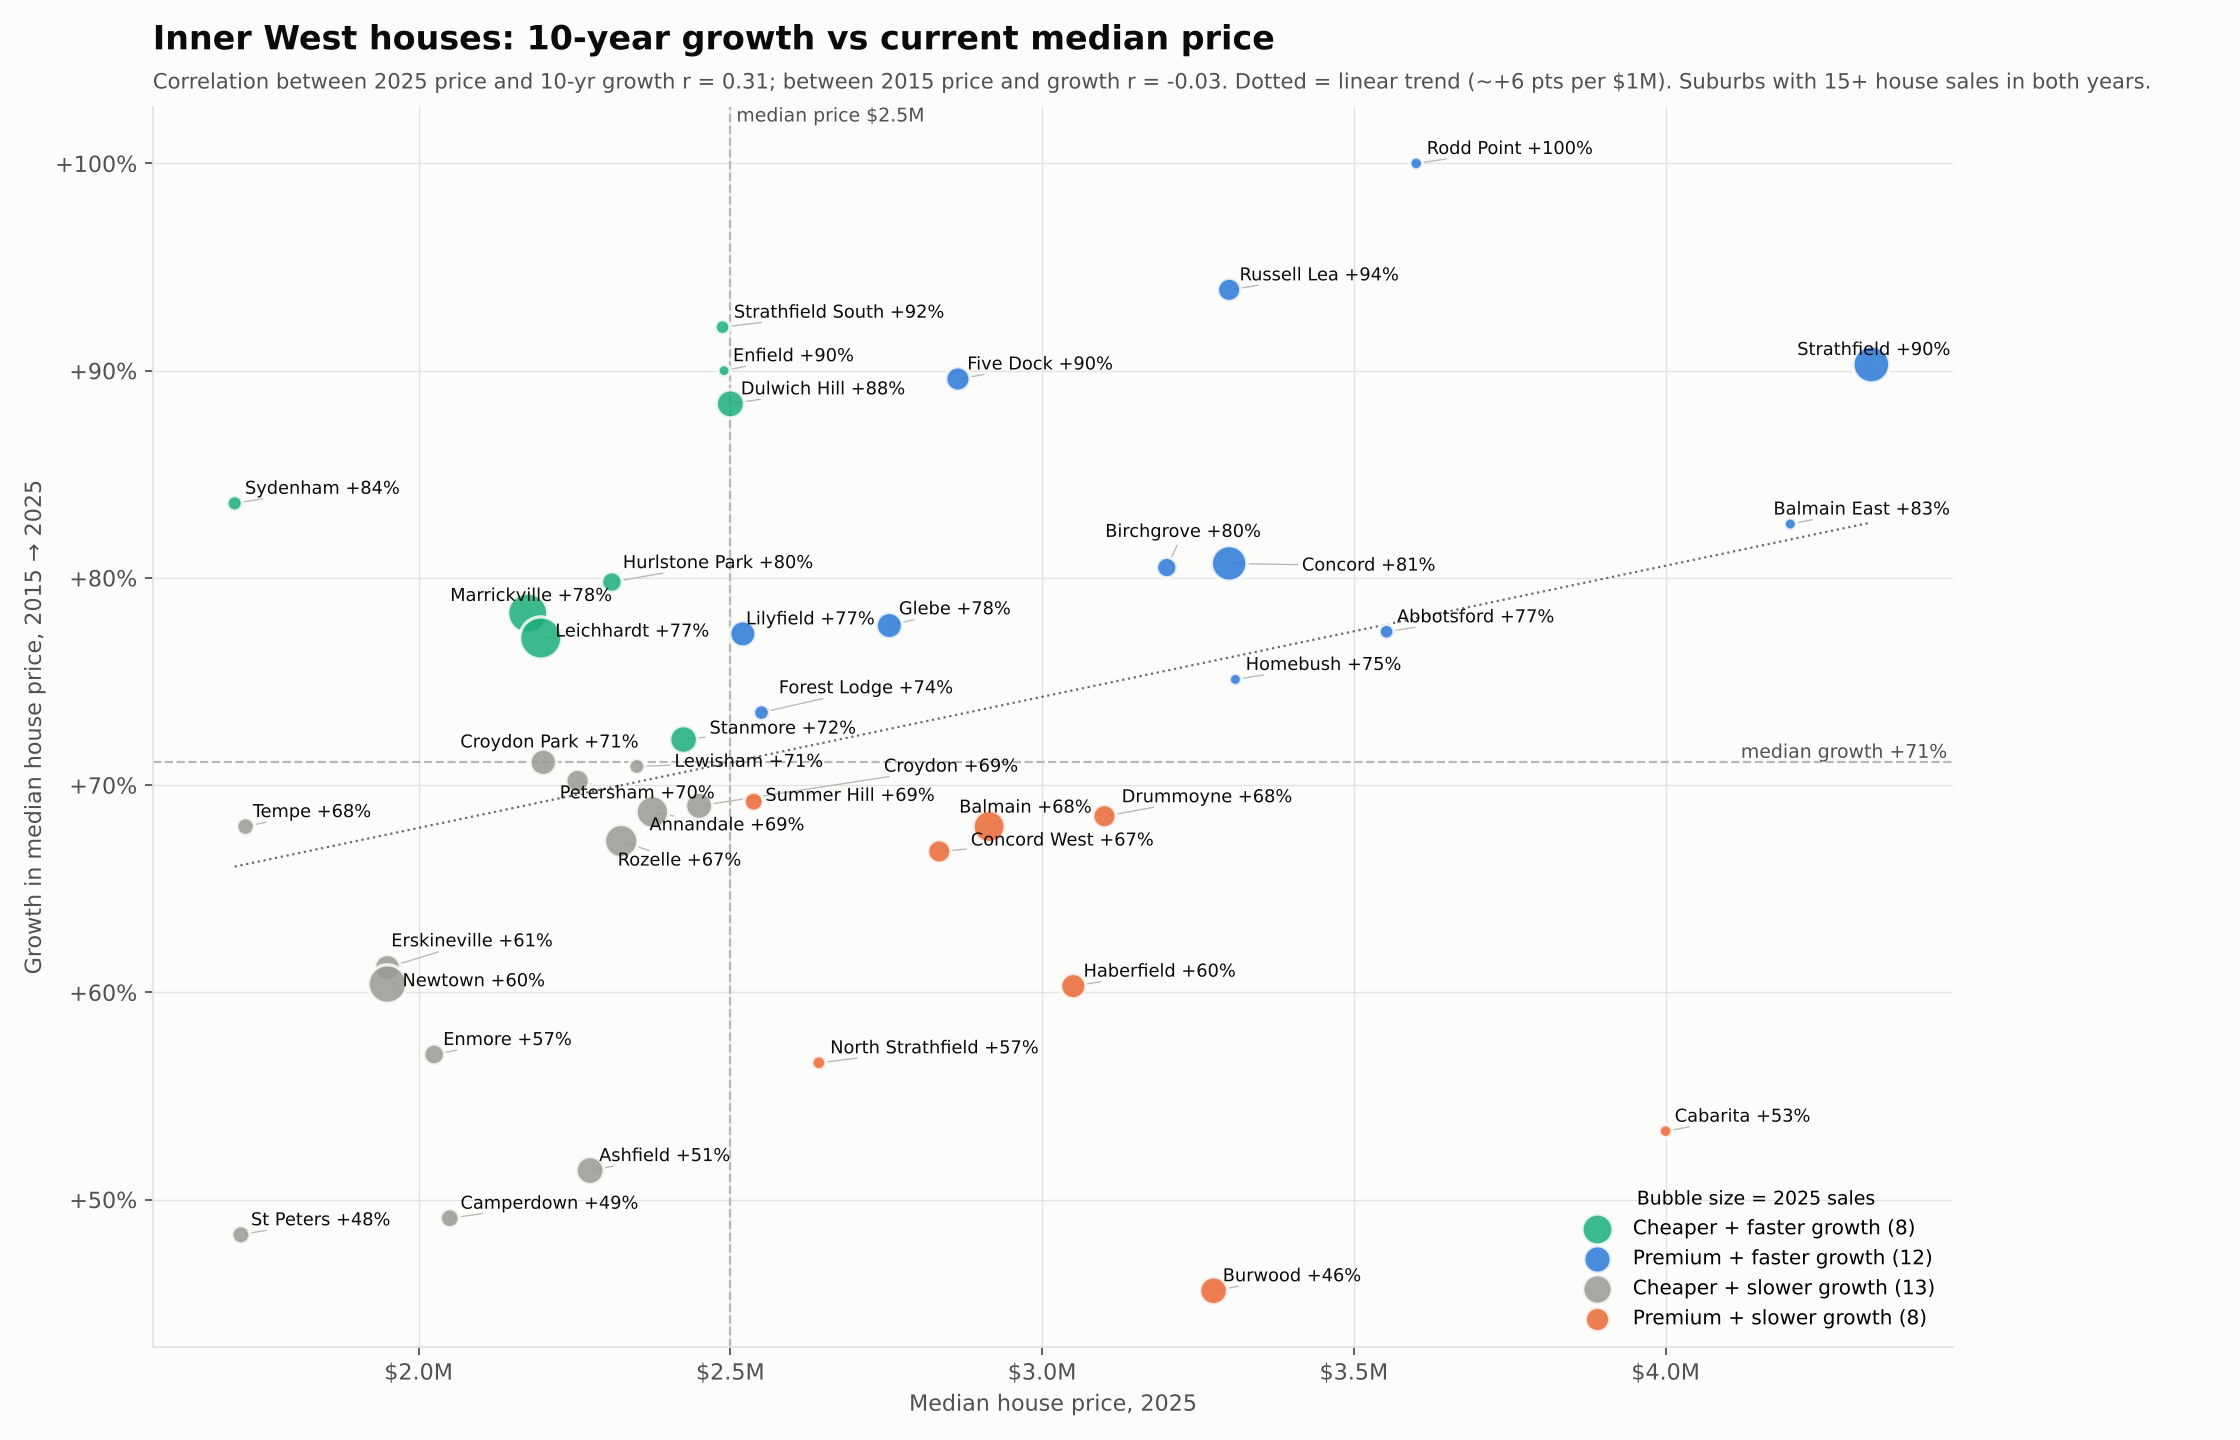 Inner West houses: 10-year growth vs current median price
Correlation between 2025 price and 10-yr growth r = 0.31; between 2015 price and growth r = -0.03. Dotted = linear trend (~+6 pts per $1M). Suburbs with 15+ house sales in both years.
median price $2.5M
Rodd Point +100%
+100%
Russell Lea +94%
Strathfield South +92%
Strathfield +90%
Enfield +90%
Five Dock +90%
+90%
Dulwich Hill +88%
Sydenham +84%
Balmain East +83%
Birchgrove +80%
Hurlstone Park +80%
Concord +81%
+80%
Marrickville +78%
Glebe +78%
Lilyfield +77%
Abbotsford +77%
Leichhardt +77%
Homebush +75%
Forest Lodge +74%
Stanmore +72%
Croydon Park +71%
median growth +71%
Lewisham +71%
Croydon +69%
+70%
Petersham +70%
Summer Hill +69%
Drummoyne +68%
Balmain +68%
Tempe +68%
Annandale +69%
Concord West +67%
Rozelle +67%
Erskineville +61%
Haberfield +60%
Newtown +60%
+60%
Enmore +57%
North Strathfield +57%
Cabarita +53%
Ashfield +51%
+50%
Camperdown +49%
St Peters +48%
Burwood +46%
Bubble size = 2025 sales
Cheaper + faster growth (8)
Premium + faster growth (12)
Cheaper + slower growth (13)
Premium + slower growth (8)
$2.0M
$2.5M
$3.0M
$3.5M
$4.0M
Median house price, 2025
Growth in median house price, 2015 → 2025